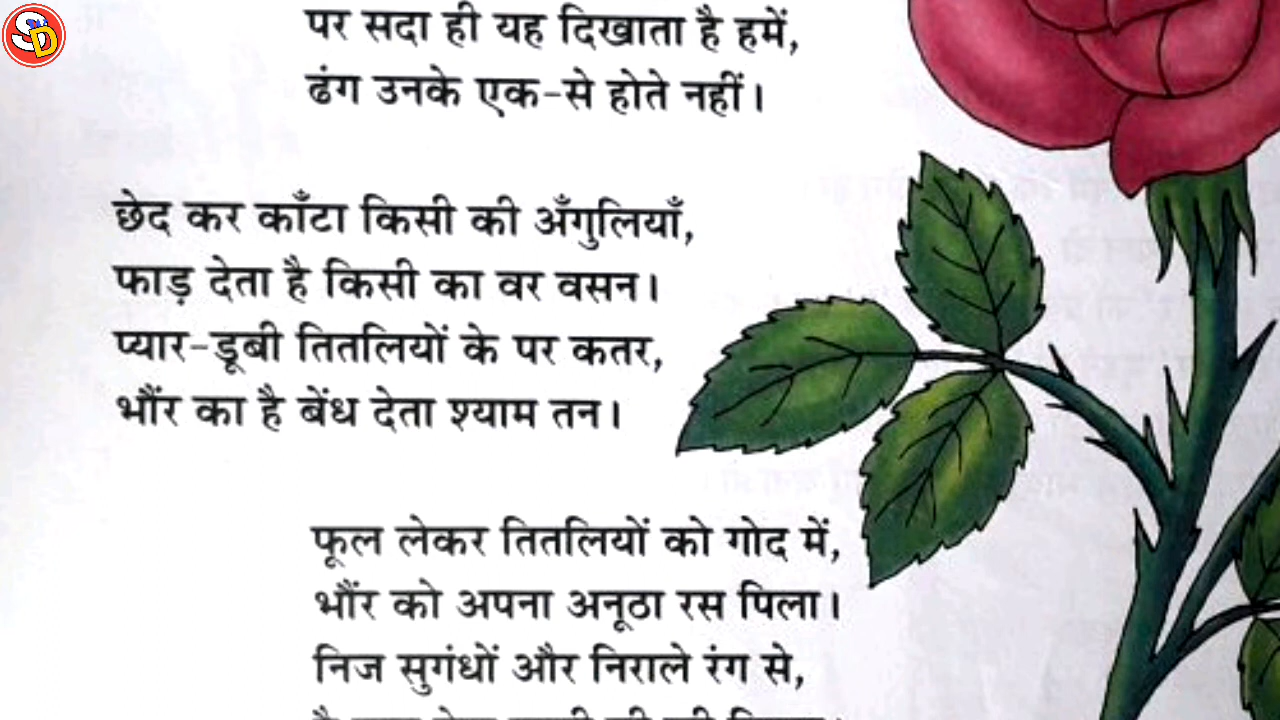 SD
पर सदा ही यह दिखाता है हमें,
ढंग उनके एक-से होते नहीं।
छेद कर काँटा किसी की अँगुलियाँ,
फाड़ देता है किसी का वर वसन।
प्यार-डूबी तितलियों के पर कतर,
भौंर का है बेंध देता श्याम तन।
फूल लेकर तितलियों को गोद में,
भौंर को अपना अनूठा रस पिला।
निज सुगंधों और निराले रंग से,